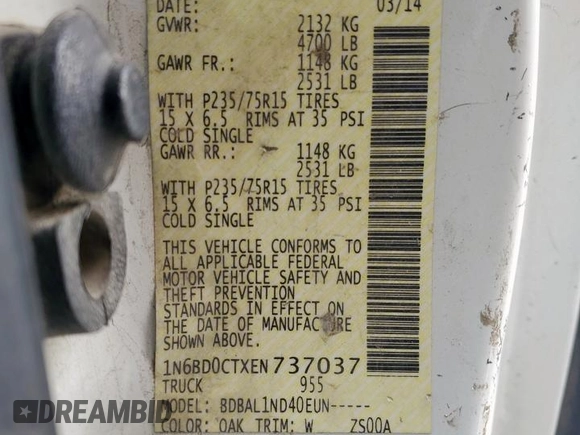 DATE: 03/14
GVWR: 2132 KG
4700 LB
GAWR FR.: 1148 KG
2531 LB
WITH P235/75R15 TIRES
15 X 6.5 RIMS AT 35 PSI
COLD SINGLE
GAWR RR.: 1148 KG
2531 LB
WITH P235/75R15 TIRES
15 X 6.5 RIMS AT 35 PSI
COLD SINGLE
THIS VEHICLE CONFORMS TO
ALL APPLICABLE FEDERAL
MOTOR VEHICLE SAFETY AND
THEFT PREVENTION
STANDARDS IN EFFECT ON
THE DATE OF MANUFACTURE
SHOWN ABOVE.
1N6BD0CTXEN737037
TRUCK 955
MODEL: BDBAL1ND40EUN-----
COLOR: QAK TRIM: W ZS00A
RIDERBID